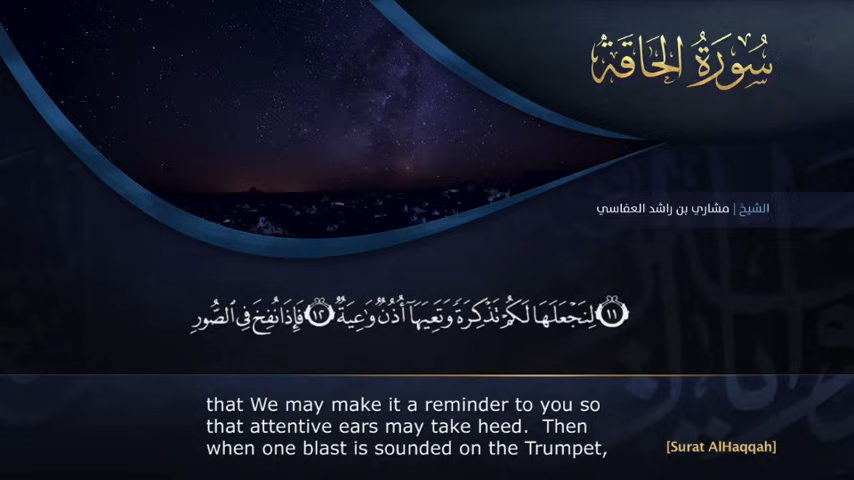 سُورَةُ الحَاقَة
الشيخ | مشاري بن راشد العفاسي
۝١١ لِنَجْعَلَهَا لَكُمْ تَذْكِرَةً وَتَعِيَهَآ أُذُنٌ وَٰعِيَةٌ ۝١٢ فَإِذَا نُفِخَ فِى ٱلصُّورِ
that We may make it a reminder to you so
that attentive ears may take heed.  Then
when one blast is sounded on the Trumpet,
[Surat AlHaqqah]